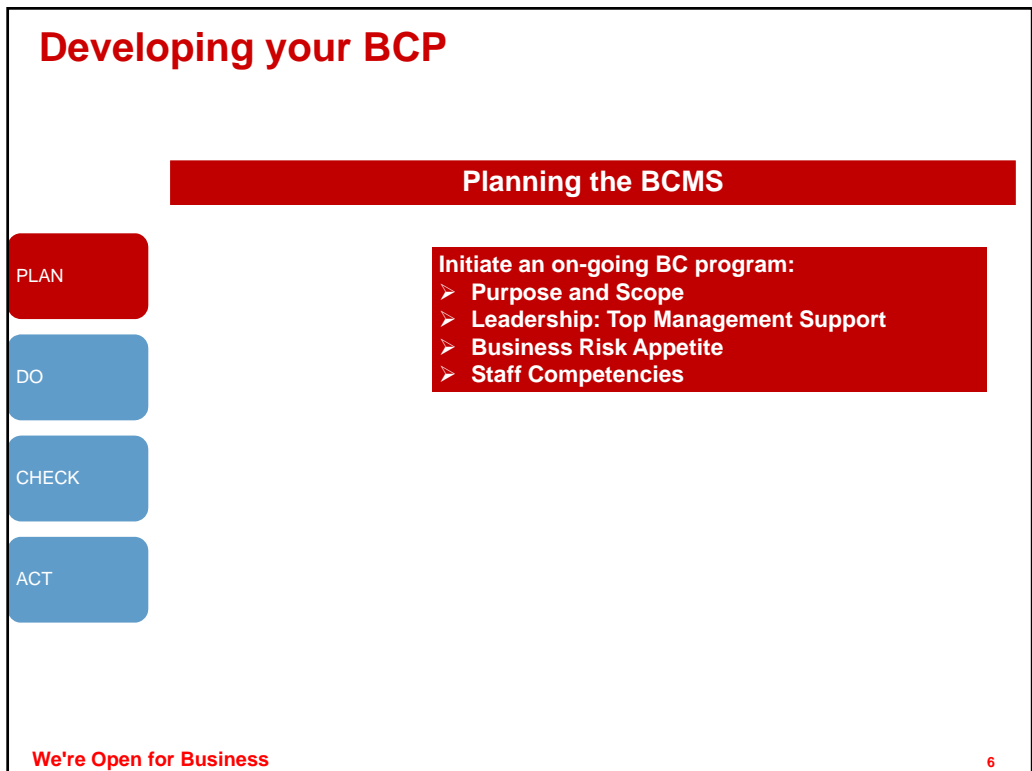 Developing your BCP
Planning the BCMS
PLAN
Initiate an on-going BC program:
➢ Purpose and Scope
➢ Leadership: Top Management Support
➢ Business Risk Appetite
➢ Staff Competencies
DO
CHECK
ACT
We're Open for Business
6